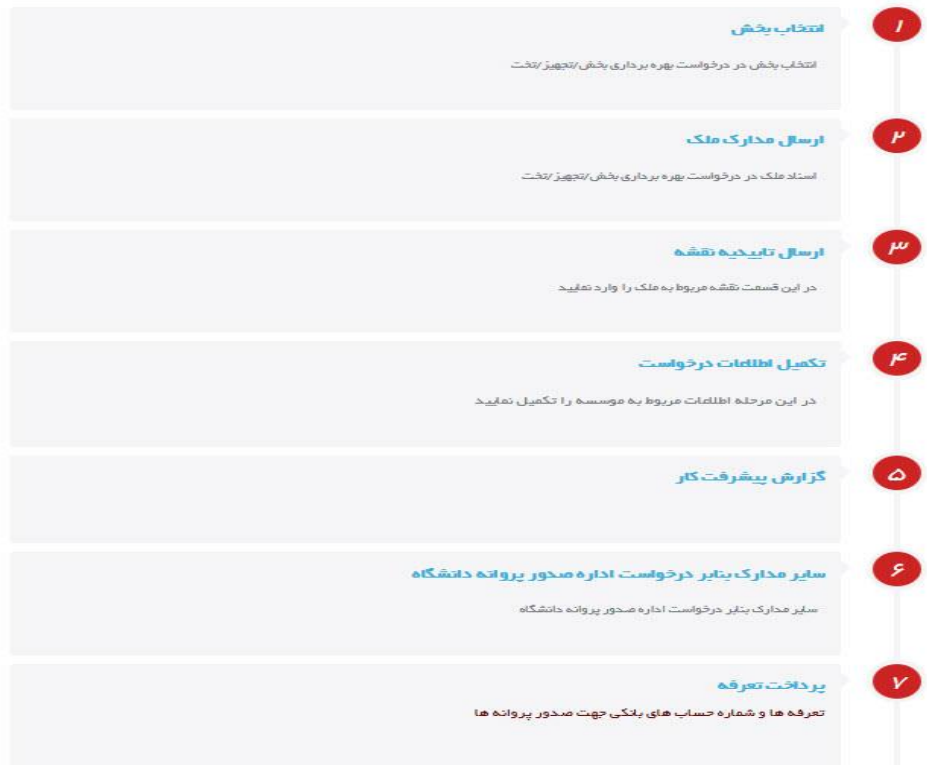 ۱
انتخاب بخش
انتخاب بخش در درخواست بهره برداری بخش/تجهیز/تخت
۲
ارسال مدارک ملک
اسناد ملک در درخواست بهره برداری بخش/تجهیز/تخت
۳
ارسال تاییدیه نقشه
در این قسمت نقشه مربوط به ملک را وارد نمایید
۴
تکمیل اطلاعات درخواست
در این مرحله اطلاعات مربوط به موسسه را تکمیل نمایید
۵
گزارش پیشرفت کار
۶
سایر مدارک بنابر درخواست اداره صدور پروانه دانشگاه
سایر مدارک بنابر درخواست اداره صدور پروانه دانشگاه
۷
پرداخت تعرفه
تعرفه ها و شماره حساب های بانکی جهت صدور پروانه ها